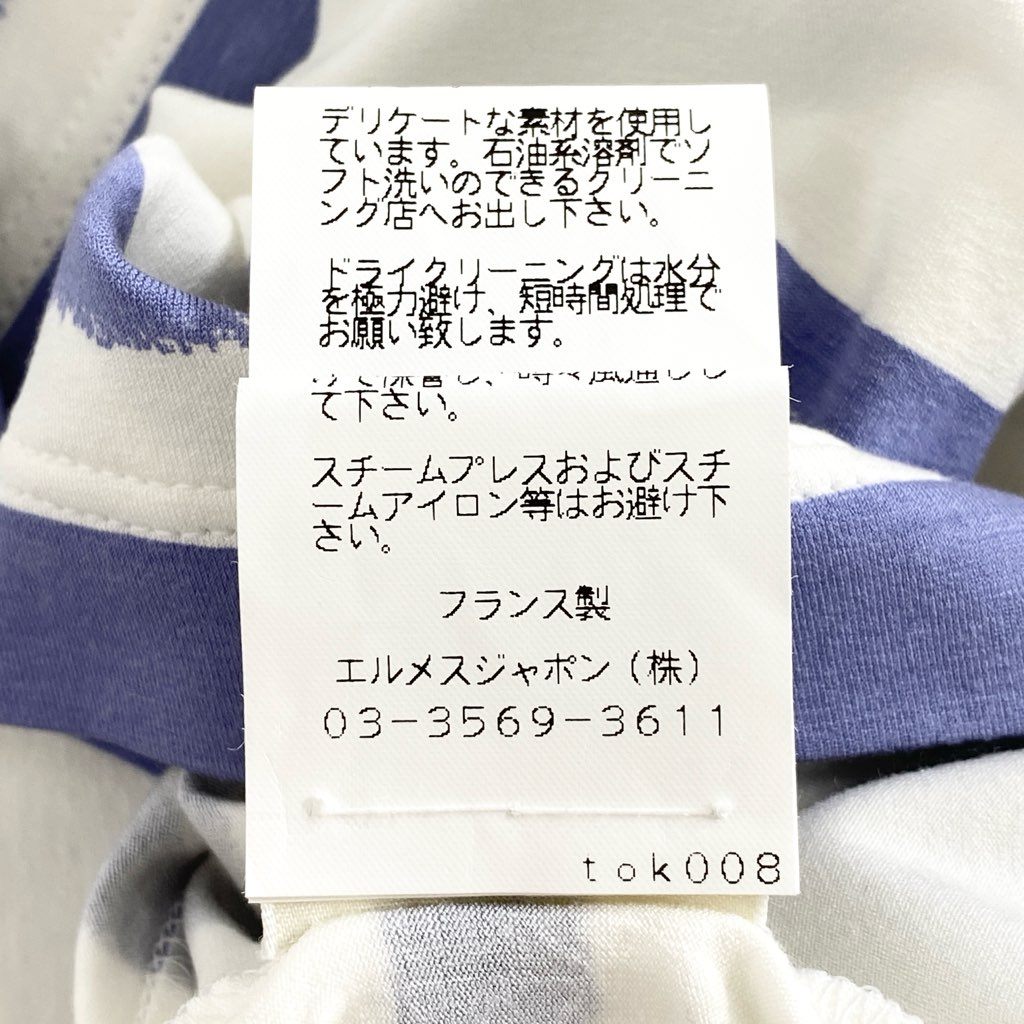 デリケートな素材を使用し
ています。石油系溶剤でソ
フト洗いのできるクリーニ
ング店へお出し下さい。
ドライクリーニングは水分
を極力避け、短時間処理で
お願い致します。
て下さい。
スチームプレスおよびスチ
ームアイロン等はお避け下
さい。
フランス製
エルメスジャポン（株）
03-3569-3611
tok008